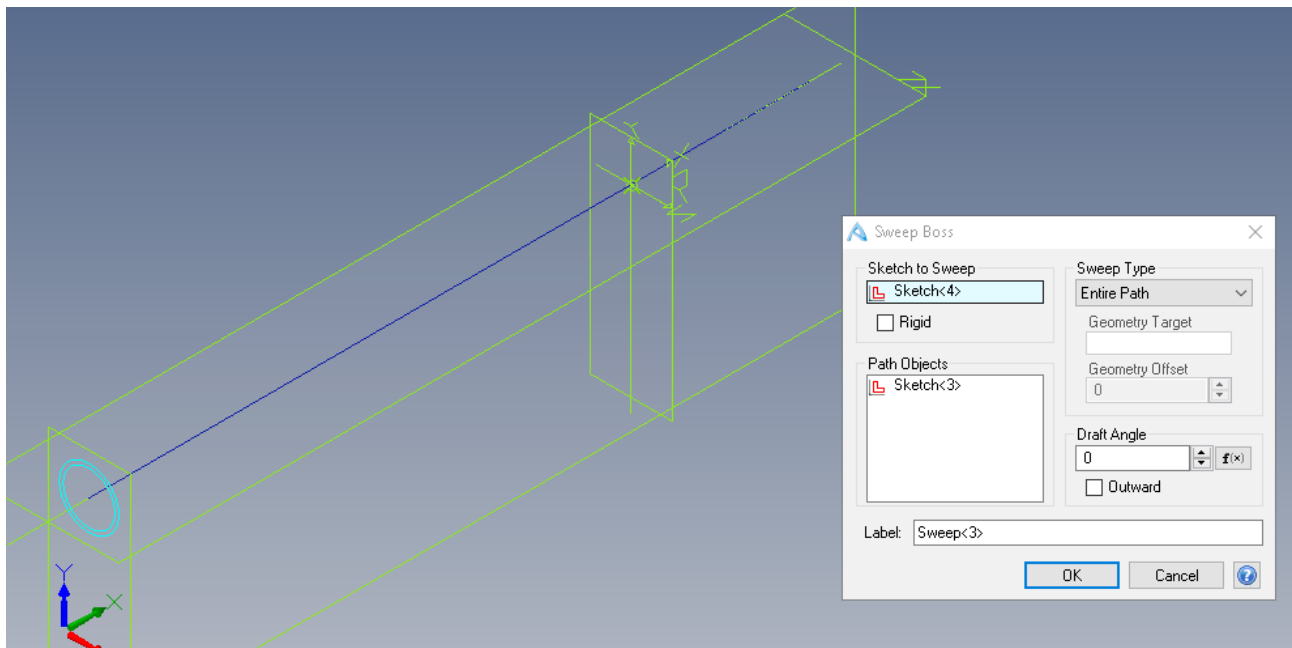 Sweep Boss
Sketch to Sweep
Sketch<4>
Rigid
Path Objects
Sketch<3>
Sweep Type
Entire Path
Geometry Target
Geometry Offset
0
Draft Angle
0
f(x)
Outward
Label: Sweep<3>
OK
Cancel
?
Y
X
Y
X
Z